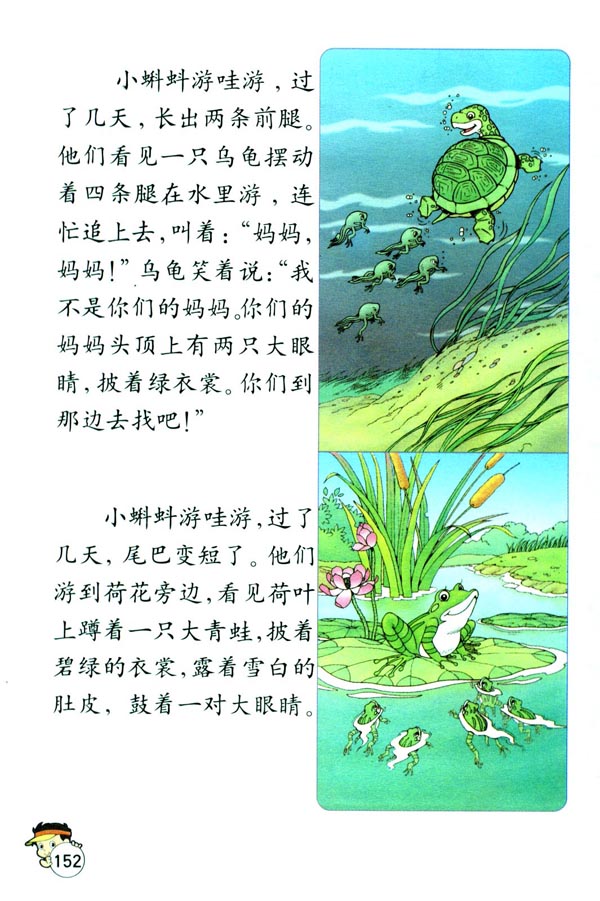 小蝌蚪游哇游，过
了几天，长出两条前腿。
他们看见一只乌龟摆动
着四条腿在水里游，连
忙追上去，叫着：“妈妈，
妈妈！”乌龟笑着说：“我
不是你们的妈妈。你们的
妈妈头顶上有两只大眼
睛，披着绿衣裳。你们到
那边去找吧！”
小蝌蚪游哇游，过了
几天，尾巴变短了。他们
游到荷花旁边，看见荷叶
上蹲着一只大青蛙，披着
碧绿的衣裳，露着雪白的
肚皮，鼓着一对大眼睛。
152